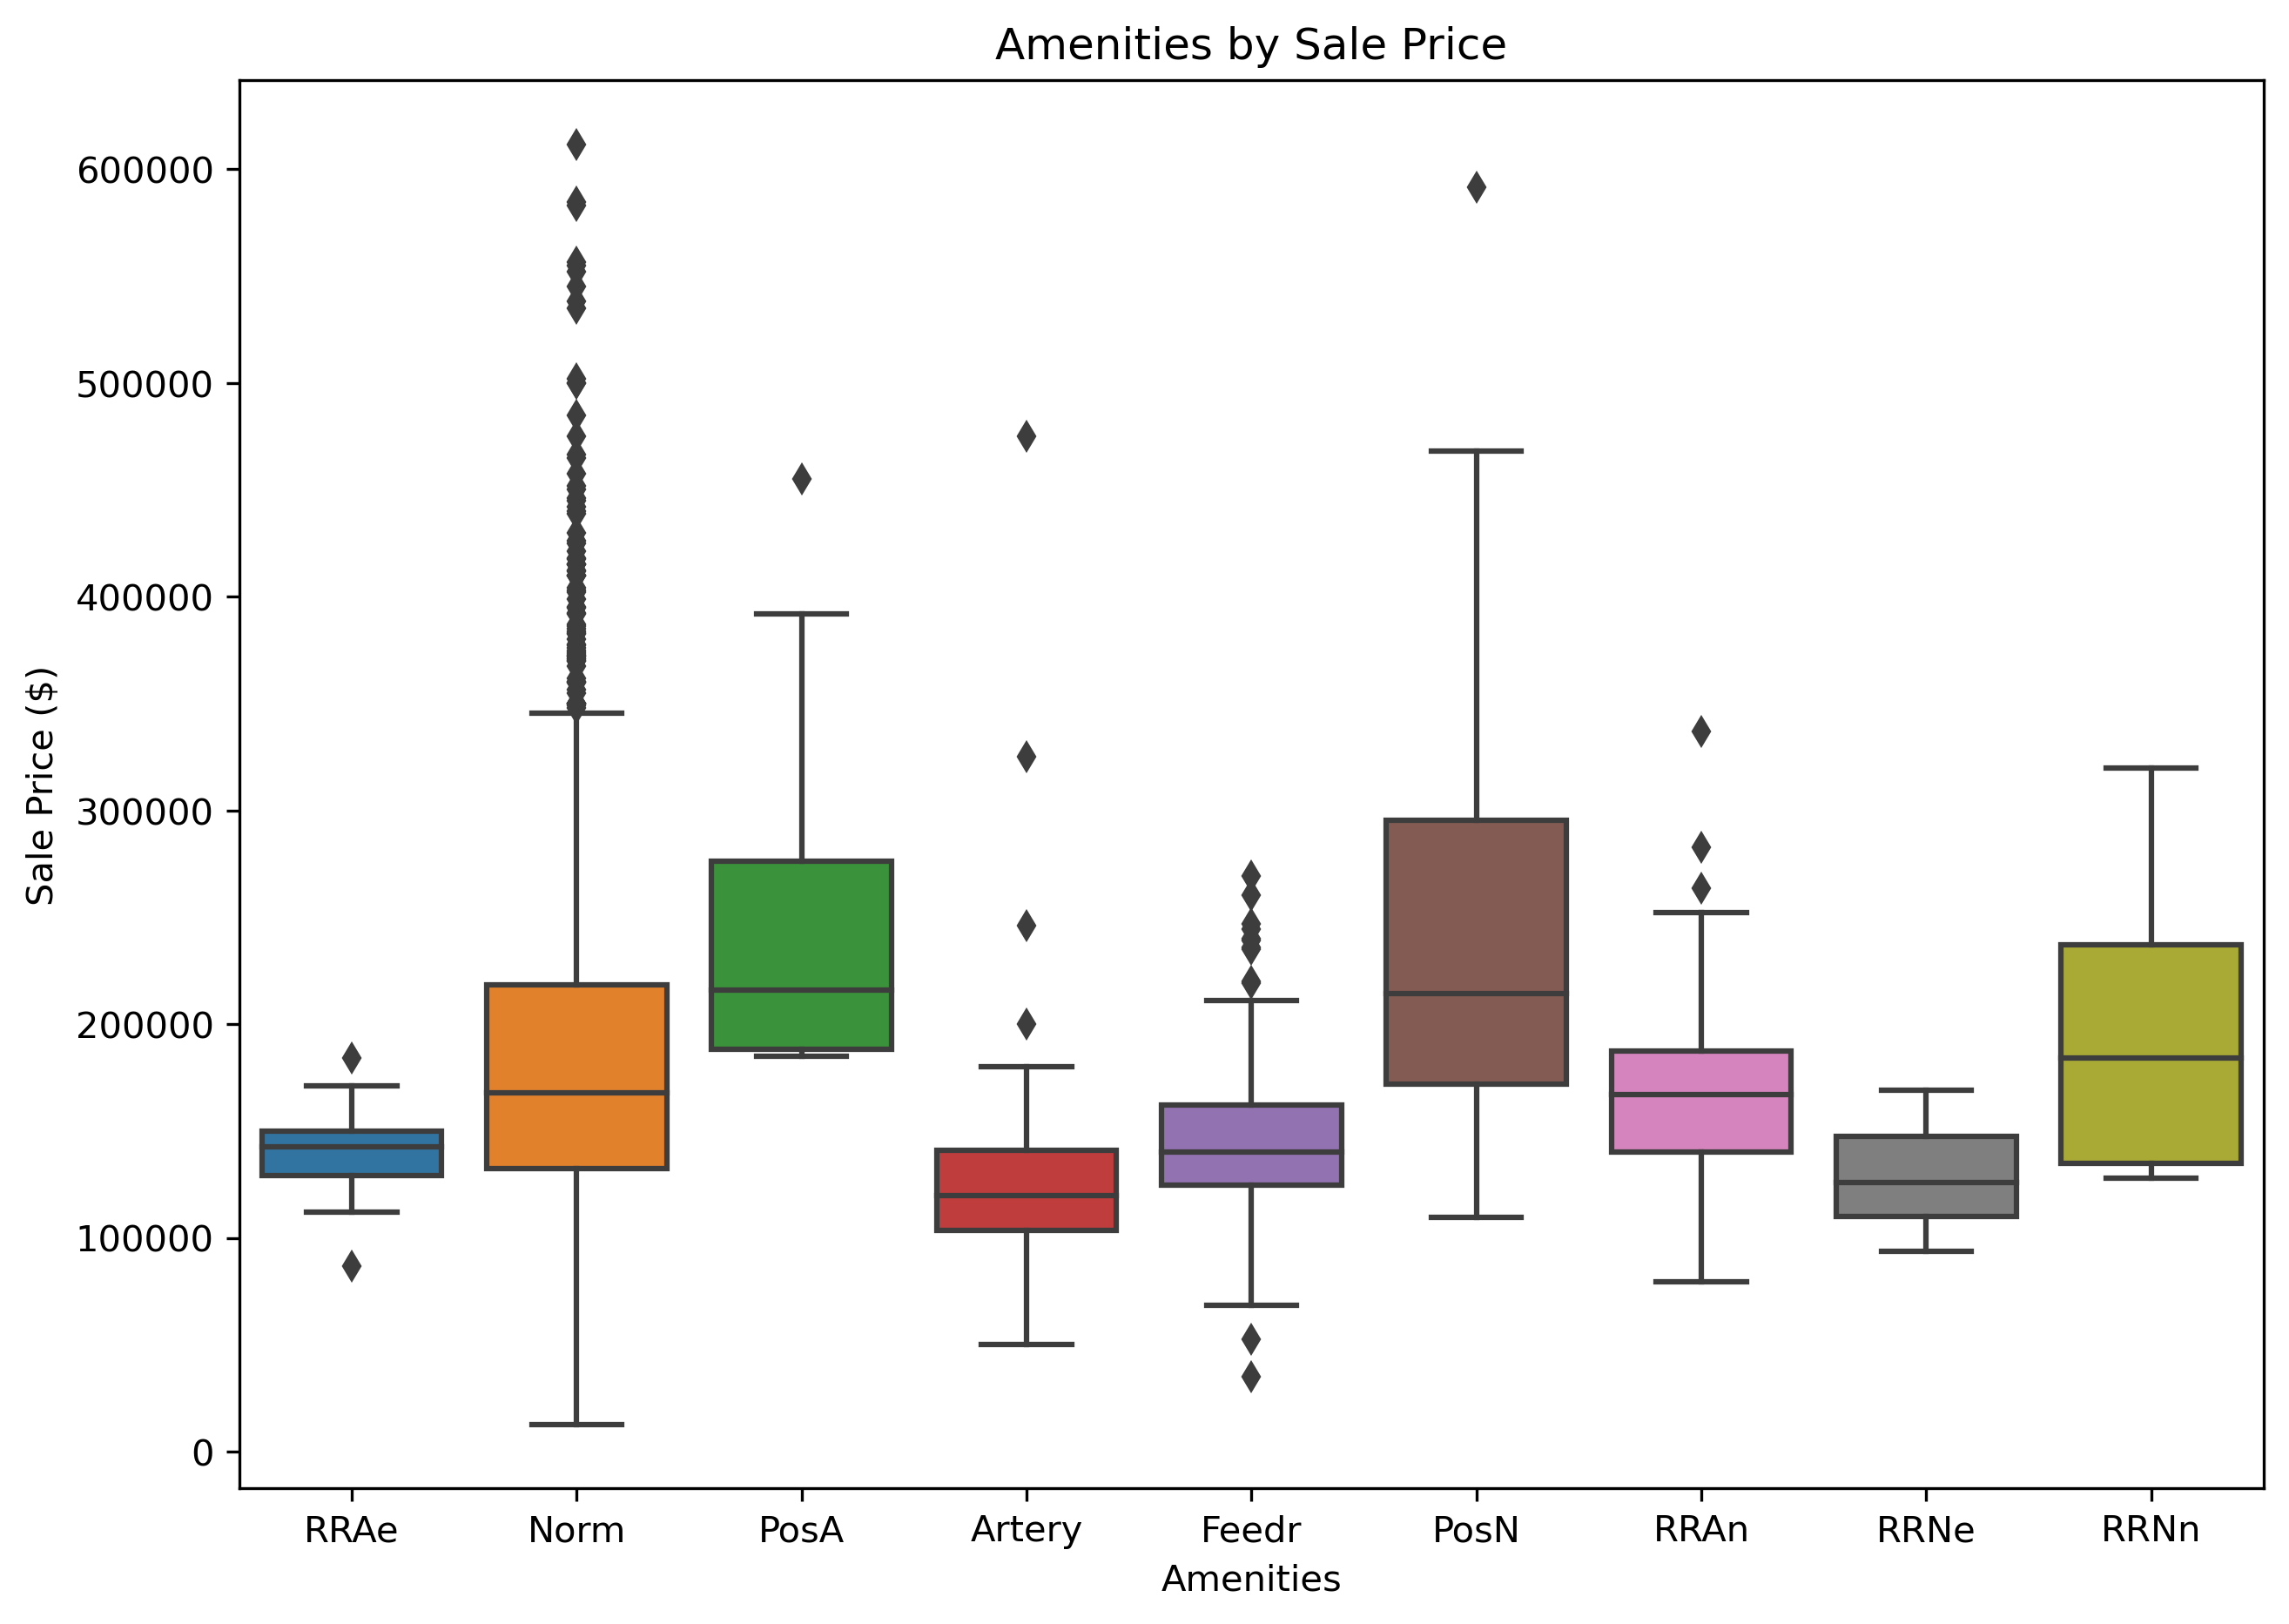 Amenities by Sale Price
Sale Price ($)
600000
500000
400000
300000
200000
100000
0
RRAe Norm PosA Artery Feedr PosN RRAn RRNe RRNn
Amenities